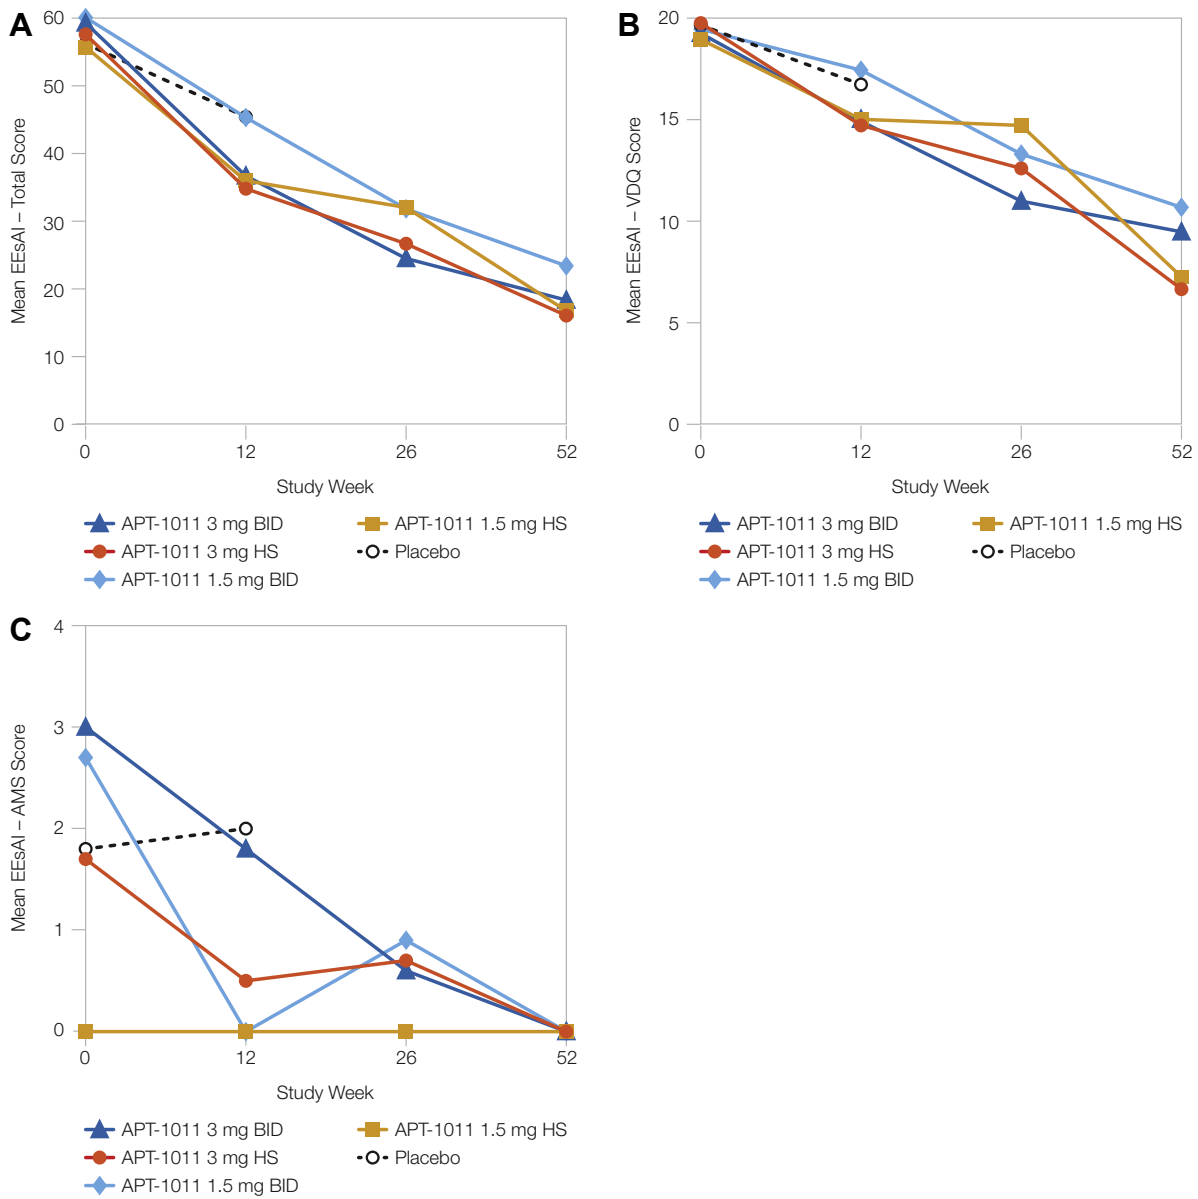 A
60
50
40
30
20
10
0
Mean EEsAI – Total Score
0 12 26 52
Study Week
APT-1011 3 mg BID
APT-1011 1.5 mg HS
APT-1011 3 mg HS
Placebo
APT-1011 1.5 mg BID
B
20
15
10
5
0
Mean EEsAI – VDQ Score
0 12 26 52
Study Week
APT-1011 3 mg BID
APT-1011 1.5 mg HS
APT-1011 3 mg HS
Placebo
APT-1011 1.5 mg BID
C
4
3
2
1
0
Mean EEsAI – AMS Score
0 12 26 52
Study Week
APT-1011 3 mg BID
APT-1011 1.5 mg HS
APT-1011 3 mg HS
Placebo
APT-1011 1.5 mg BID